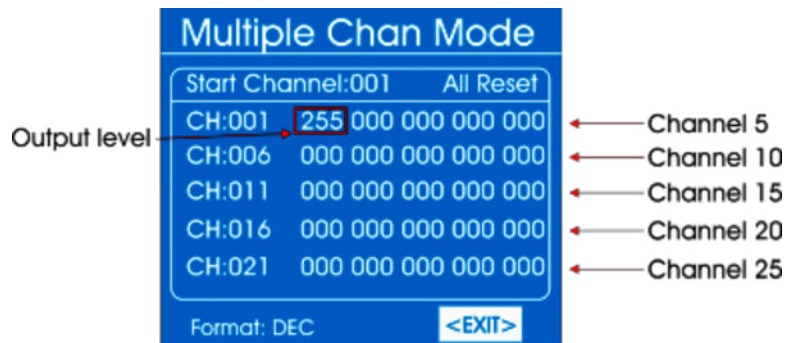 Multiple Chan Mode
Start Channel:001 All Reset
Output level
CH:001 255 000 000 000 000 Channel 5
CH:006 000 000 000 000 000 Channel 10
CH:011 000 000 000 000 000 Channel 15
CH:016 000 000 000 000 000 Channel 20
CH:021 000 000 000 000 000 Channel 25
Format: DEC <EXIT>